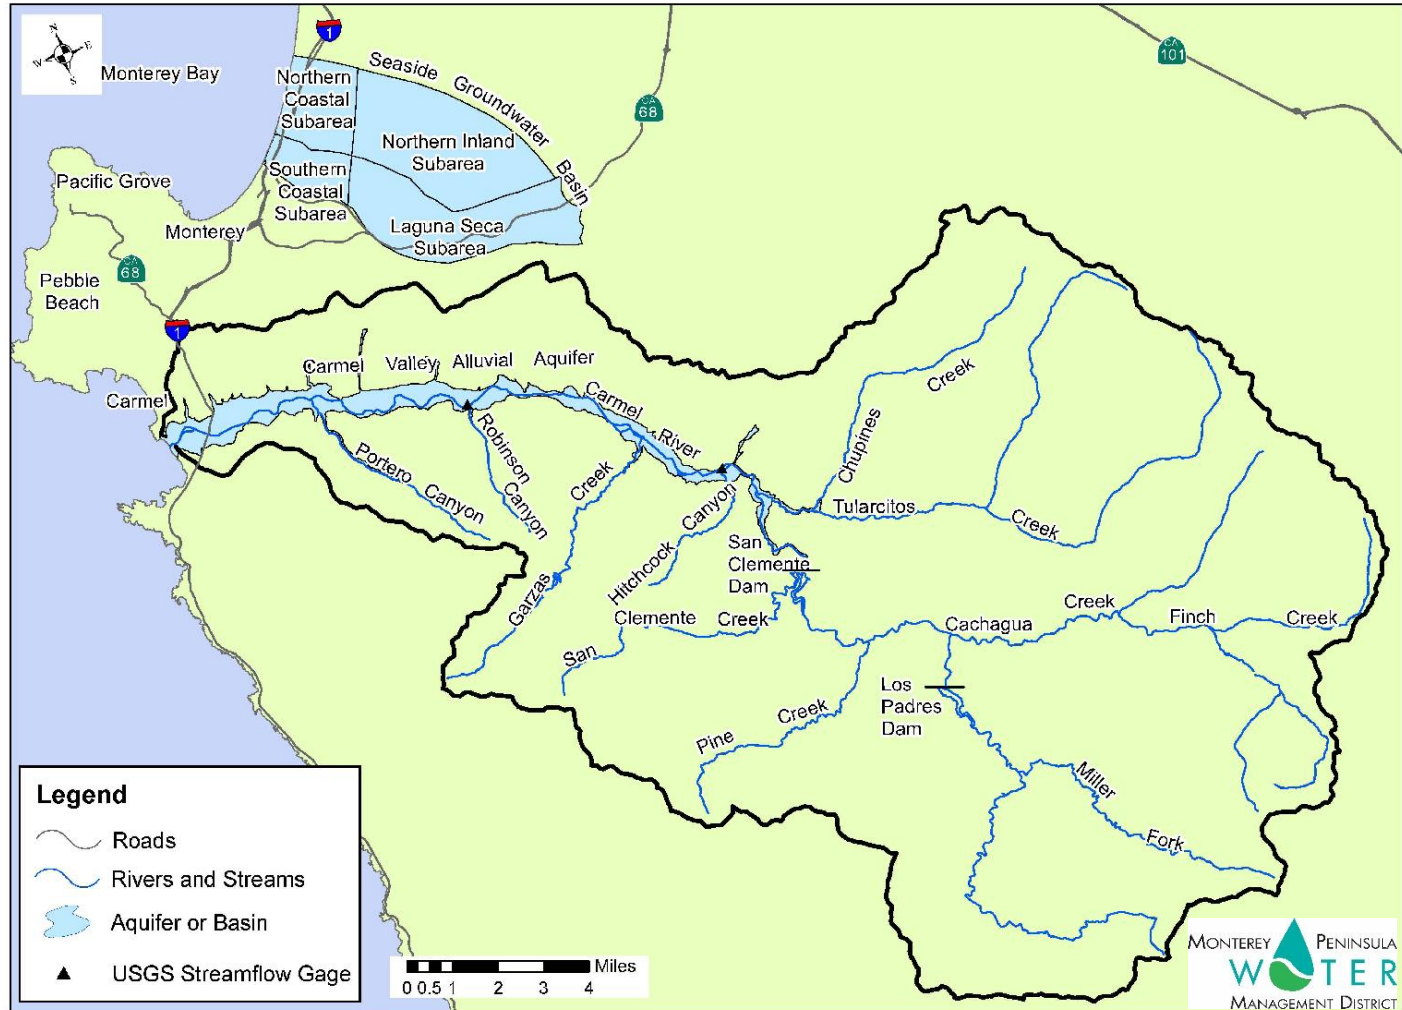 1
N
E
W
S
Monterey Bay
Seaside Groundwater Basin
CA
68
CA
101
Northern
Coastal
Subarea
Northern Inland
Subarea
Southern
Coastal
Subarea
Laguna Seca
Subarea
Pacific Grove
Monterey
CA
68
Pebble
Beach
1
Carmel
Carmel Valley Alluvial Aquifer
Carmel River
Portero Canyon
Robinson Canyon
Garzas Creek
Hitchcock Canyon
Chupines Creek
Tularcitos Creek
San
Clemente
Dam
San Clemente Creek
Cachagua Creek
Finch Creek
Los
Padres
Dam
Pine Creek
Miller Fork
Legend
Roads
Rivers and Streams
Aquifer or Basin
USGS Streamflow Gage
Miles
0 0.5 1 2 3 4
MONTEREY PENINSULA
WATER
MANAGEMENT DISTRICT